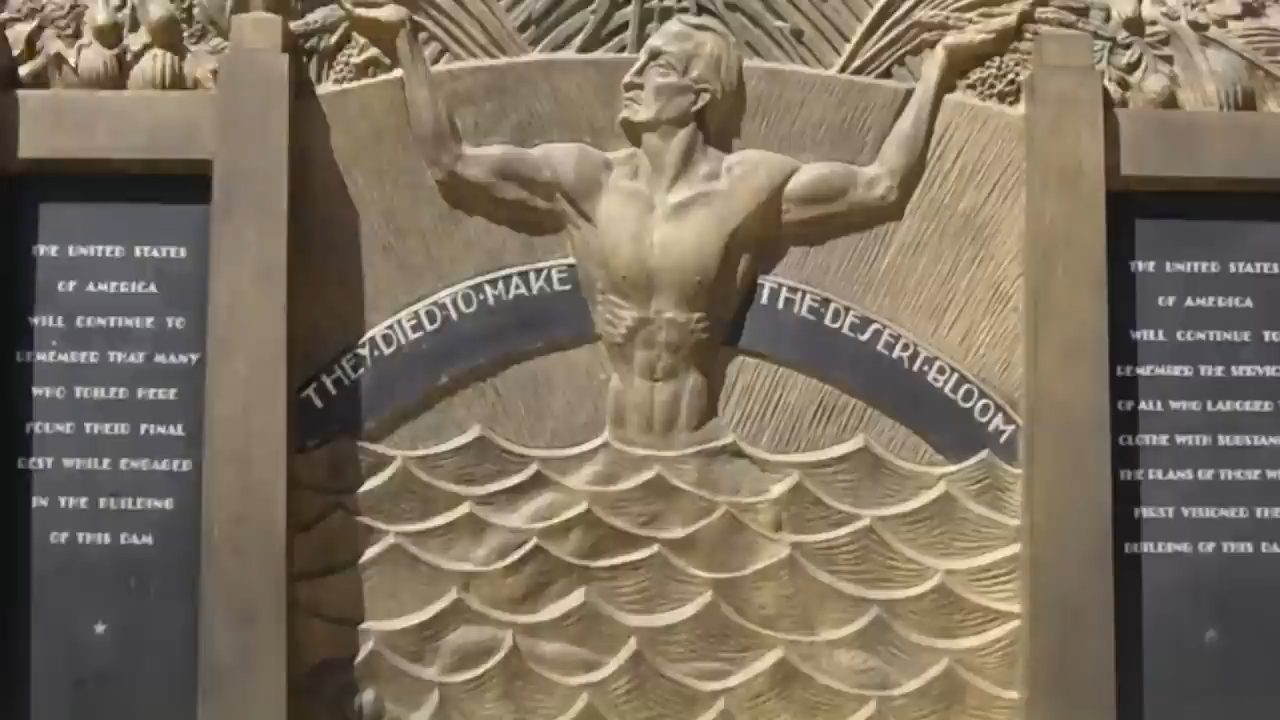 THE UNITED STATES
OF AMERICA
WILL CONTINUE TO
REMEMBER THAT MANY
WHO TOILED HERE
FOUND THEIR FINAL
REST WHILE ENGAGED
IN THE BUILDING
OF THIS DAM
THEY·DIED·TO·MAKE THE·DESERT·BLOOM
THE UNITED STATES
OF AMERICA
WILL CONTINUE TO
REMEMBER THE
OF ALL WHO LABORED
CLOTHE WITH
THE PLANS OF THOSE
FIRST VISIONED THE
BUILDING OF THIS